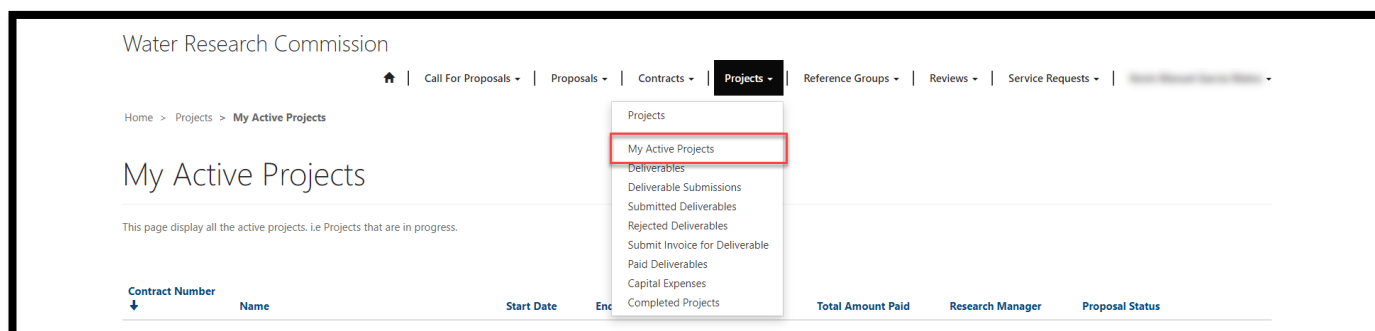 Water Research Commission
Call For Proposals
Proposals
Contracts
Projects
Reference Groups
Reviews
Service Requests
Home > Projects > My Active Projects
My Active Projects
This page display all the active projects. i.e Projects that are in progress.
Projects
My Active Projects
Deliverables
Deliverable Submissions
Submitted Deliverables
Rejected Deliverables
Submit Invoice for Deliverable
Paid Deliverables
Capital Expenses
Completed Projects
Contract Number
Name
Start Date
Total Amount Paid
Research Manager
Proposal Status